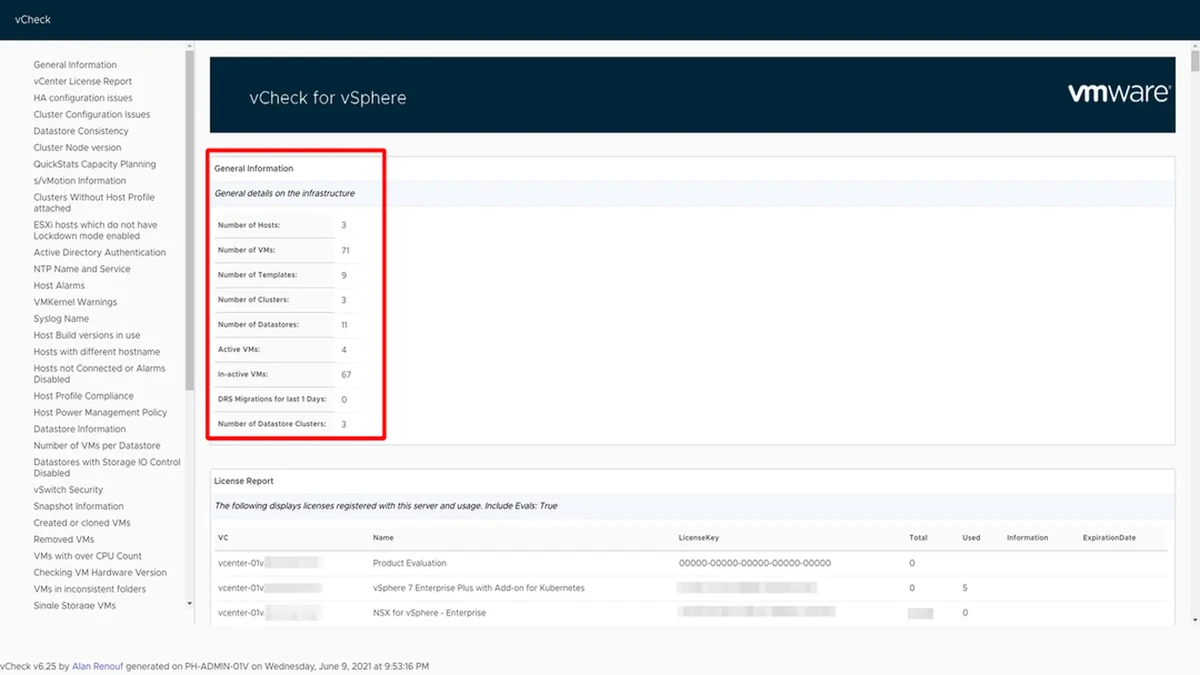 vCheck
General Information
vCenter License Report
HA configuration issues
Cluster Configuration Issues
Datastore Consistency
Cluster Node version
QuickStats Capacity Planning
s/vMotion Information
Clusters Without Host Profile
attached
ESXi hosts which do not have
Lockdown mode enabled
Active Directory Authentication
NTP Name and Service
Host Alarms
VMKernel Warnings
Syslog Name
Host Build versions in use
Hosts with different hostname
Hosts not Connected or Alarms
Disabled
Host Profile Compliance
Host Power Management Policy
Datastore Information
Number of VMs per Datastore
Datastores with Storage IO Control
Disabled
vSwitch Security
Snapshot Information
Created or cloned VMs
Removed VMs
VMs with over CPU Count
Checking VM Hardware Version
VMs in inconsistent folders
Single Storage VMs
vCheck for vSphere
vmware®
General Information
General details on the infrastructure
Number of Hosts: 3
Number of VMs: 71
Number of Templates: 9
Number of Clusters: 3
Number of Datastores: 11
Active VMs: 4
In-active VMs: 67
DRS Migrations for last 1 Days: 0
Number of Datastore Clusters: 3
License Report
The following displays licenses registered with this server and usage. Include Evals: True
VC Name LicenseKey Total Used Information ExpirationDate
vcenter-01v. Product Evaluation 00000-00000-00000-00000-00000 0
vcenter-01v. vSphere 7 Enterprise Plus with Add-on for Kubernetes 0 5
vcenter-01v. NSX for vSphere - Enterprise 0
vCheck v6.25 by Alan Renouf generated on PH-ADMIN-01V on Wednesday, June 9, 2021 at 9:53:16 PM